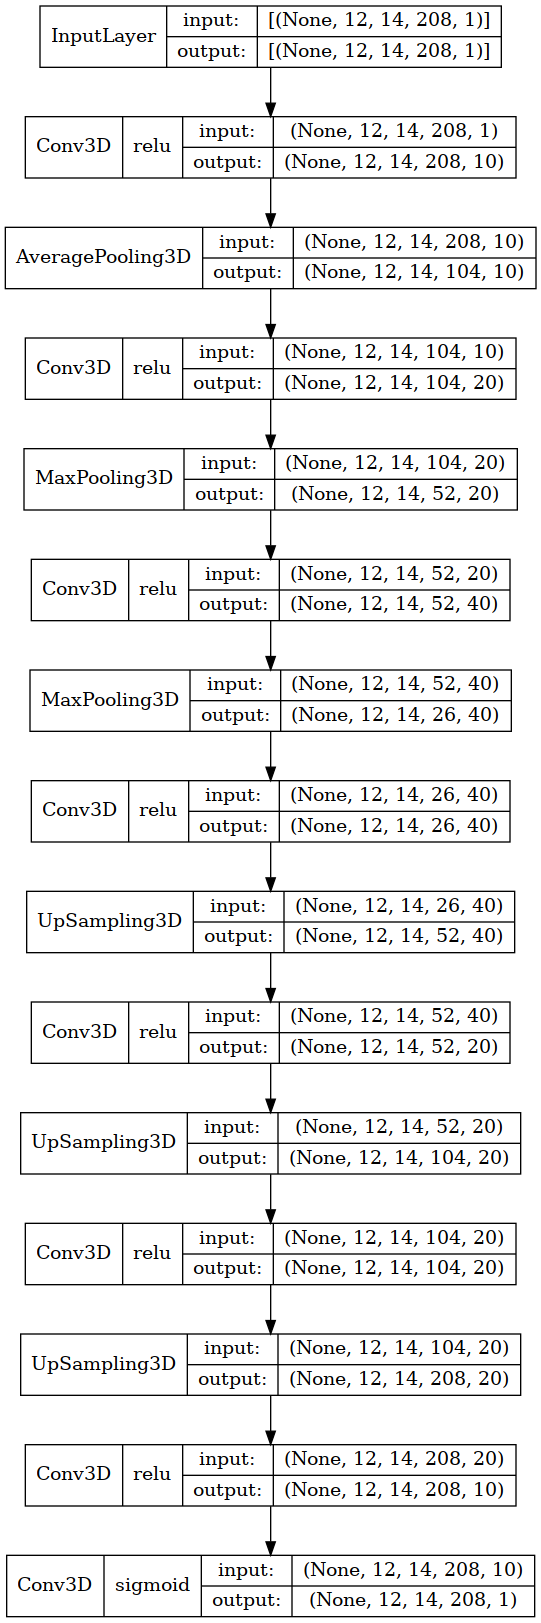 InputLayer input: [(None, 12, 14, 208, 1)]
output: [(None, 12, 14, 208, 1)]
Conv3D relu input: (None, 12, 14, 208, 1)
output: (None, 12, 14, 208, 10)
AveragePooling3D input: (None, 12, 14, 208, 10)
output: (None, 12, 14, 104, 10)
Conv3D relu input: (None, 12, 14, 104, 10)
output: (None, 12, 14, 104, 20)
MaxPooling3D input: (None, 12, 14, 104, 20)
output: (None, 12, 14, 52, 20)
Conv3D relu input: (None, 12, 14, 52, 20)
output: (None, 12, 14, 52, 40)
MaxPooling3D input: (None, 12, 14, 52, 40)
output: (None, 12, 14, 26, 40)
Conv3D relu input: (None, 12, 14, 26, 40)
output: (None, 12, 14, 26, 40)
UpSampling3D input: (None, 12, 14, 26, 40)
output: (None, 12, 14, 52, 40)
Conv3D relu input: (None, 12, 14, 52, 40)
output: (None, 12, 14, 52, 20)
UpSampling3D input: (None, 12, 14, 52, 20)
output: (None, 12, 14, 104, 20)
Conv3D relu input: (None, 12, 14, 104, 20)
output: (None, 12, 14, 104, 20)
UpSampling3D input: (None, 12, 14, 104, 20)
output: (None, 12, 14, 208, 20)
Conv3D relu input: (None, 12, 14, 208, 20)
output: (None, 12, 14, 208, 10)
Conv3D sigmoid input: (None, 12, 14, 208, 10)
output: (None, 12, 14, 208, 1)